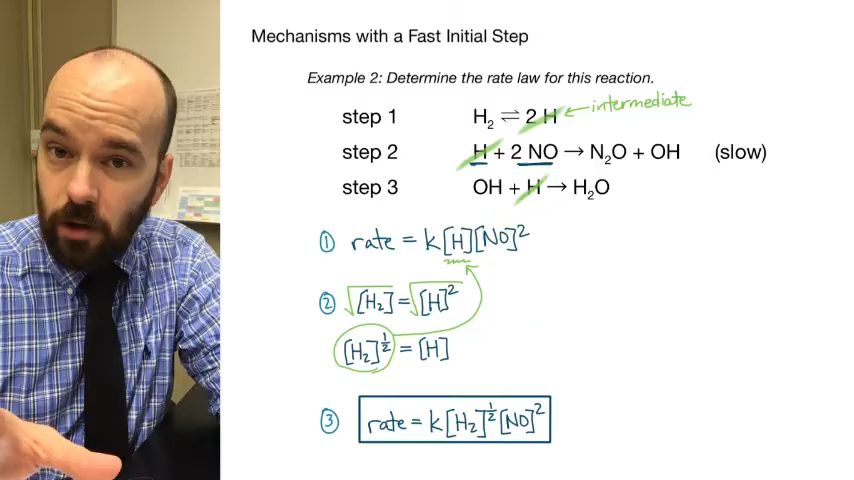 Mechanisms with a Fast Initial Step
Example 2: Determine the rate law for this reaction.
step 1 H₂ ⇌ 2 H ← intermediate
step 2 H + 2 NO → N₂O + OH (slow)
step 3 OH + H → H₂O
① rate = k[H][NO]²
② √[H₂] = √[H]²
[H₂]^½ = [H]
③ rate = k[H₂]^½[NO]²